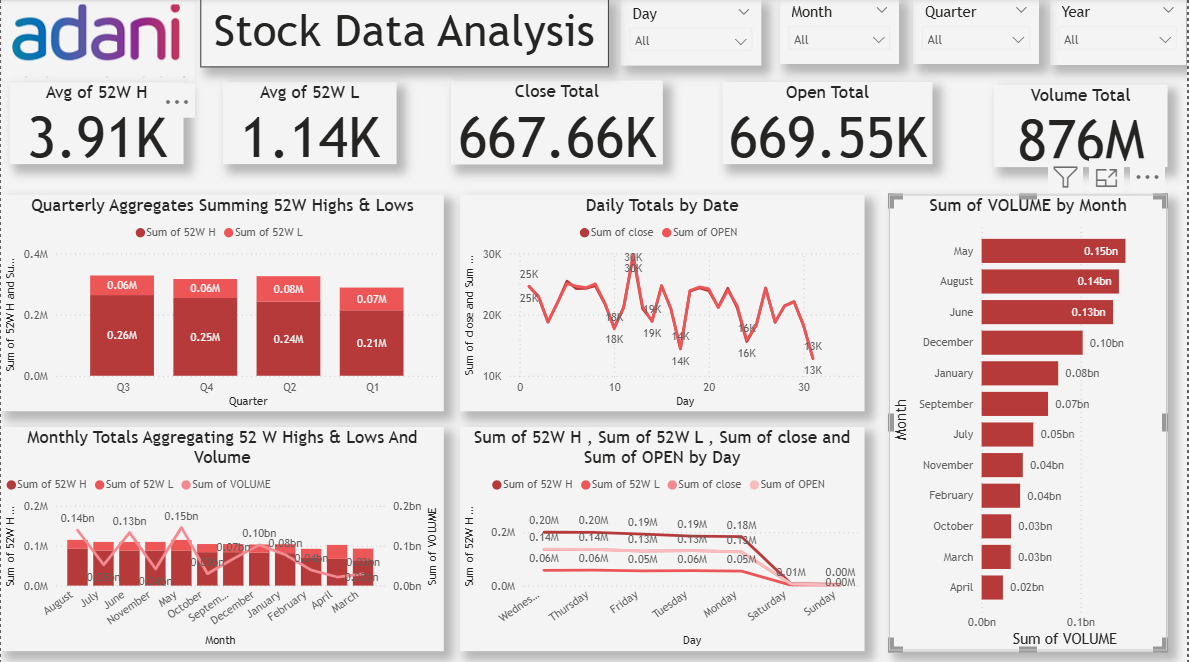 adani
Stock Data Analysis
Day
All
Month
All
Quarter
All
Year
All
Avg of 52W H
3.91K
Avg of 52W L
1.14K
Close Total
667.66K
Open Total
669.55K
Volume Total
876M
Quarterly Aggregates Summing 52W Highs & Lows
Sum of 52W H Sum of 52W L
Sum of 52W H and Su...
0.4M
0.2M
0.0M
0.06M 0.06M 0.08M 0.07M
0.26M 0.25M 0.24M 0.21M
Q3 Q4 Q2 Q1
Quarter
Daily Totals by Date
Sum of close Sum of OPEN
Sum of close and Sum ...
30K
20K
10K
25K
25K
18K
18K
30K
30K
19K
19K
14K
14K
16K
16K
13K
13K
0 10 20 30
Day
Sum of VOLUME by Month
Month
May 0.15bn
August 0.14bn
June 0.13bn
December 0.10bn
January 0.08bn
September 0.07bn
July 0.05bn
November 0.04bn
February 0.04bn
October 0.03bn
March 0.03bn
April 0.02bn
0.0bn 0.1bn
Sum of VOLUME
Monthly Totals Aggregating 52 W Highs & Lows And
Volume
Sum of 52W H Sum of 52W L Sum of VOLUME
Sum of 52W H ...
0.2M
0.1M
0.0M
0.14bn 0.13bn 0.15bn 0.07bn 0.10bn 0.08bn 0.04bn
0.2bn
0.1bn
0.0bn
Sum of VOLUME
August July June November May October Septem... December January February April March
Month
Sum of 52W H , Sum of 52W L , Sum of close and
Sum of OPEN by Day
Sum of 52W H Sum of 52W L Sum of close Sum of OPEN
Sum of 52W H ...
0.2M
0.0M
0.20M 0.20M 0.19M 0.19M 0.18M
0.14M 0.14M 0.13M 0.13M 0.13M
0.06M 0.06M 0.05M 0.06M 0.05M
0.01M 0.00M
0.00M
Wednes... Thursday Friday Tuesday Monday Saturday Sunday
Day